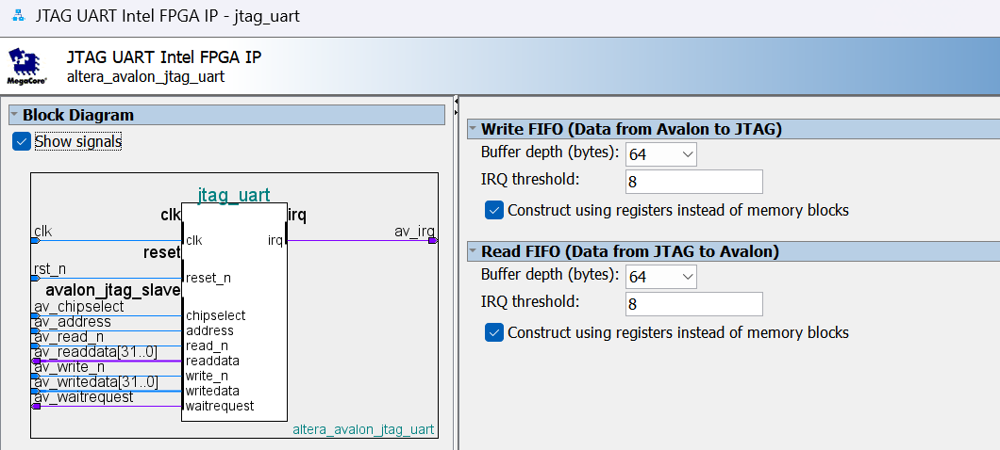 JTAG UART Intel FPGA IP - jtag_uart
JTAG UART Intel FPGA IP
altera_avalon_jtag_uart
MegaCore®
Block Diagram
Show signals
jtag_uart
clk
irq
clk
av_irq
clk
irq
reset
rst_n
reset_n
avalon_jtag_slave
av_chipselect
chipselect
av_address
address
av_read_n
read_n
av_readdata[31..0]
readdata
av_write_n
write_n
av_writedata[31..0]
writedata
av_waitrequest
waitrequest
altera_avalon_jtag_uart
Write FIFO (Data from Avalon to JTAG)
Buffer depth (bytes): 64
IRQ threshold: 8
Construct using registers instead of memory blocks
Read FIFO (Data from JTAG to Avalon)
Buffer depth (bytes): 64
IRQ threshold: 8
Construct using registers instead of memory blocks